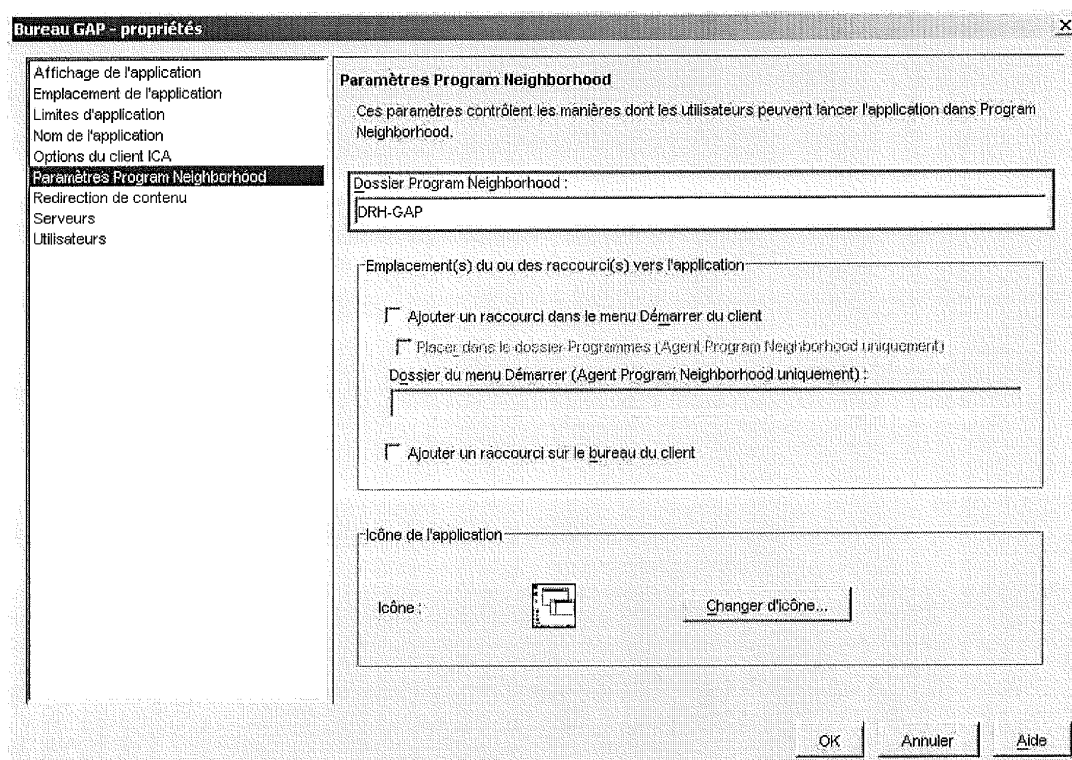 Bureau GAP - propriétés
Affichage de l'application
Emplacement de l'application
Limites d'application
Nom de l'application
Options du client ICA
Paramètres Program Neighborhood
Redirection de contenu
Serveurs
Utilisateurs
Paramètres Program Neighborhood
Ces paramètres contrôlent les manières dont les utilisateurs peuvent lancer l'application dans Program
Neighborhood.
Dossier Program Neighborhood :
DRH-GAP
Emplacement(s) du ou des raccourci(s) vers l'application
Ajouter un raccourci dans le menu Démarrer du client
Placer dans le dossier Programmes (Agent Program Neighborhood uniquement)
Dossier du menu Démarrer (Agent Program Neighborhood uniquement) :
Ajouter un raccourci sur le bureau du client
Icône de l'application
Icône :
Changer d'icône...
OK
Annuler
Aide